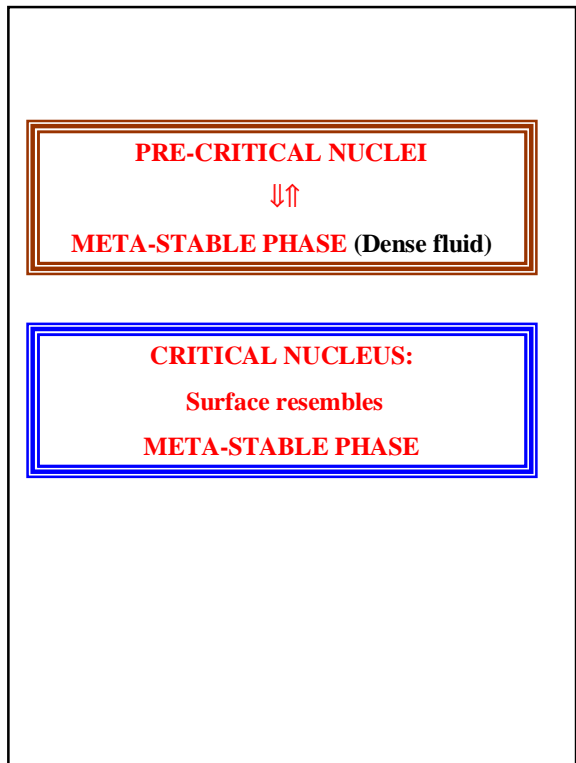 PRE-CRITICAL NUCLEI
⇓⇑
META-STABLE PHASE (Dense fluid)
CRITICAL NUCLEUS:
Surface resembles
META-STABLE PHASE